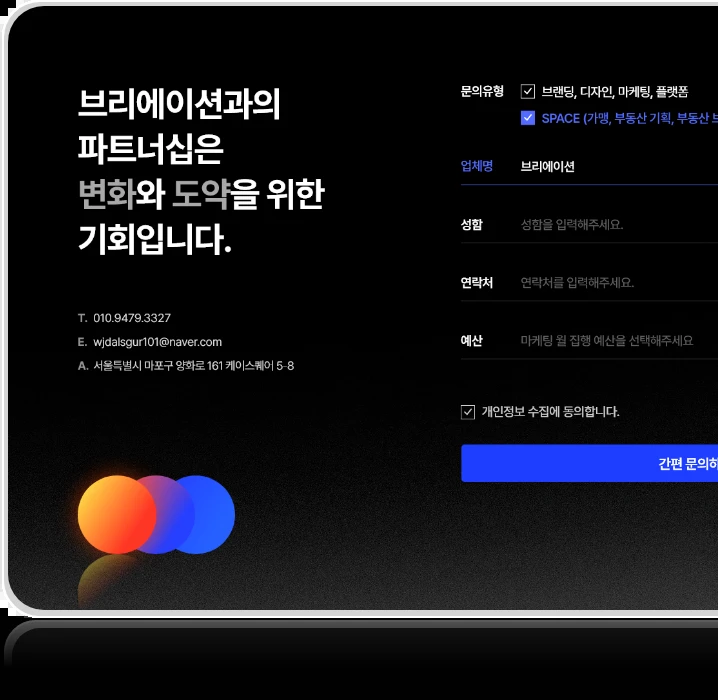 브리에이션과의
파트너십은
변화와 도약을 위한
기회입니다.
T. 010.9479.3327
E. wjdalsgur101@naver.com
A. 서울특별시 마포구 양화로 161 케이스퀘어 5-8
문의유형
브랜딩, 디자인, 마케팅, 플랫폼
SPACE (가맹, 부동산 기획, 부동산
업체명 브리에이션
성함 성함을 입력해주세요.
연락처 연락처를 입력해주세요.
예산 마케팅 월 집행 예산을 선택해주세요
개인정보 수집에 동의합니다.
간편 문의하